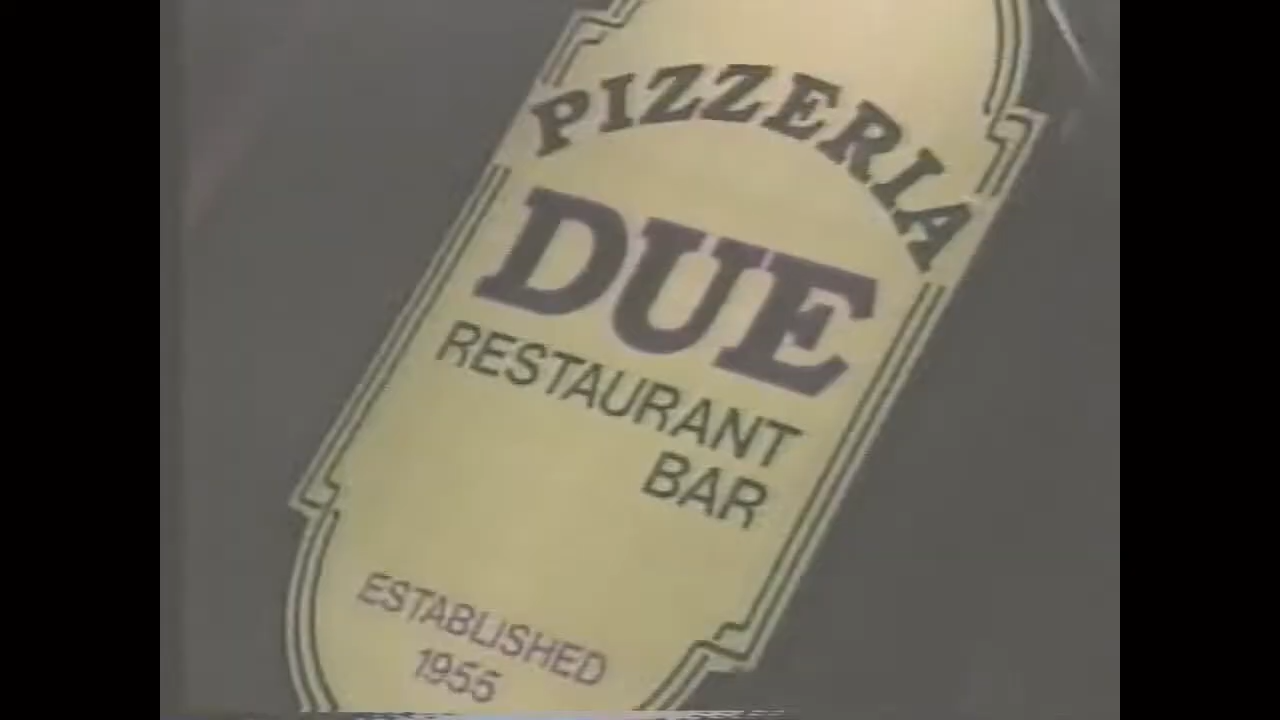 PIZZERIA
DUE
RESTAURANT
BAR
ESTABLISHED
1955